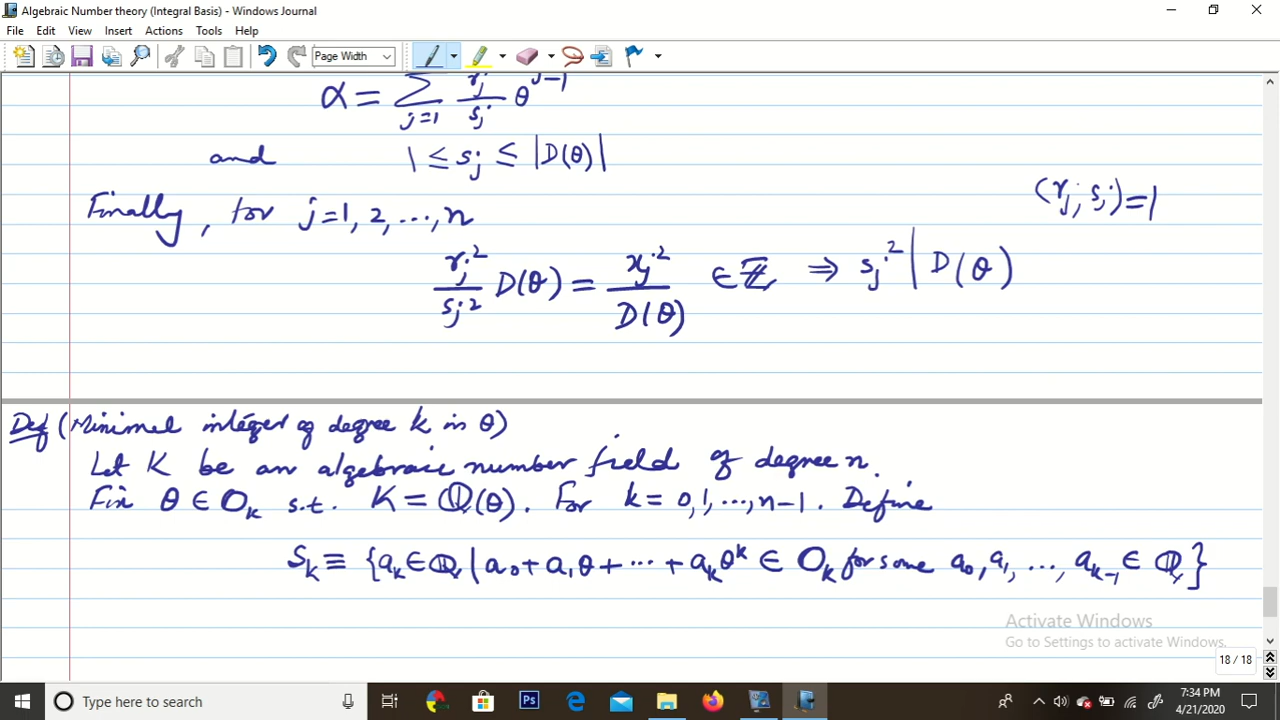 Algebraic Number theory (Integral Basis) - Windows Journal
File Edit View Insert Actions Tools Help
Page Width
α = ∑_{j=1} r_j/s_j θ^{j-1}
and 1 ≤ s_j ≤ |D(θ)|
(r_j, s_j)=1
Finally, for j=1, 2, ..., n
r_j²/s_j² D(θ) = x_j²/D(θ) ∈ ℤ ⇒ s_j² | D(θ)
Def (Minimal integer of degree k in θ)
Let K be an algebraic number field of degree n.
Fix θ ∈ O_K s.t. K = ℚ(θ). For k = 0, 1, ..., n-1. Define
S_k ≡ {a_k ∈ ℚ | a_0 + a_1θ + ... + a_kθ^k ∈ O_K for some a_0, a_1, ..., a_{k-1} ∈ ℚ}
Activate Windows
Go to Settings to activate Windows.
18 / 18
Type here to search
Ps
7:34 PM
4/21/2020